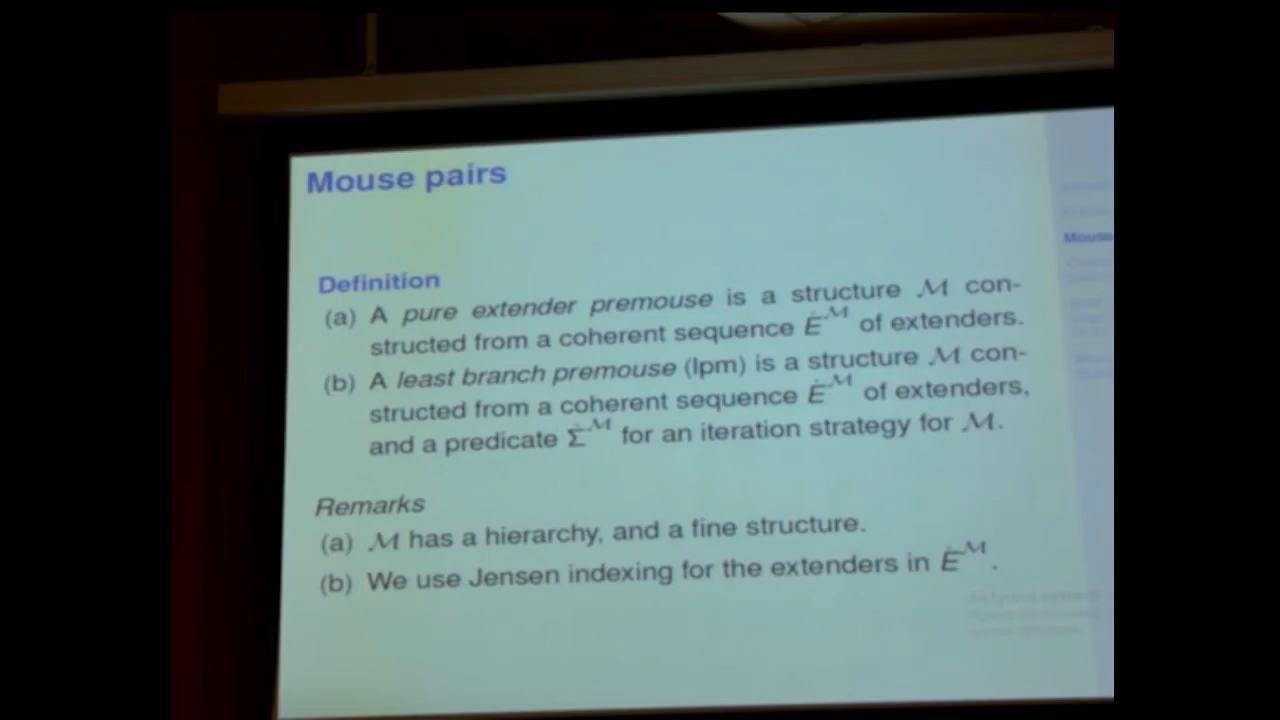 Mouse pairs
Definition
(a) A pure extender premouse is a structure ℳ con-
structed from a coherent sequence Ė^ℳ of extenders.
(b) A least branch premouse (lpm) is a structure ℳ con-
structed from a coherent sequence Ė^ℳ of extenders,
and a predicate Σ̇^ℳ for an iteration strategy for ℳ.
Remarks
(a) ℳ has a hierarchy, and a fine structure.
(b) We use Jensen indexing for the extenders in Ė^ℳ.
Mouse